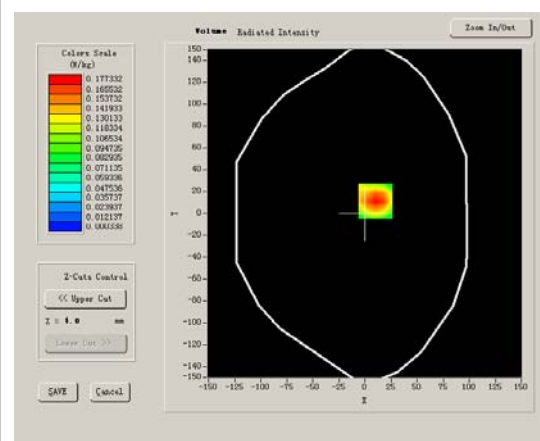 Volume Radiated Intensity
Zoom In/Out
Colors Scale
(W/kg)
0.177332
0.165532
0.153732
0.141933
0.130133
0.118334
0.106534
0.094735
0.082935
0.071135
0.059336
0.047536
0.035737
0.023937
0.012137
0.000338
150
140
120
100
80
60
40
20
0
-20
-40
-60
-80
-100
-120
-140
-150
Y
-150 -125 -100 -75 -50 -25 0 25 50 75 100 125 150
X
Z-Cuts Control
<< Upper Cut
Z = 4.0 mm
Lower Cut >>
SAVE
Cancel